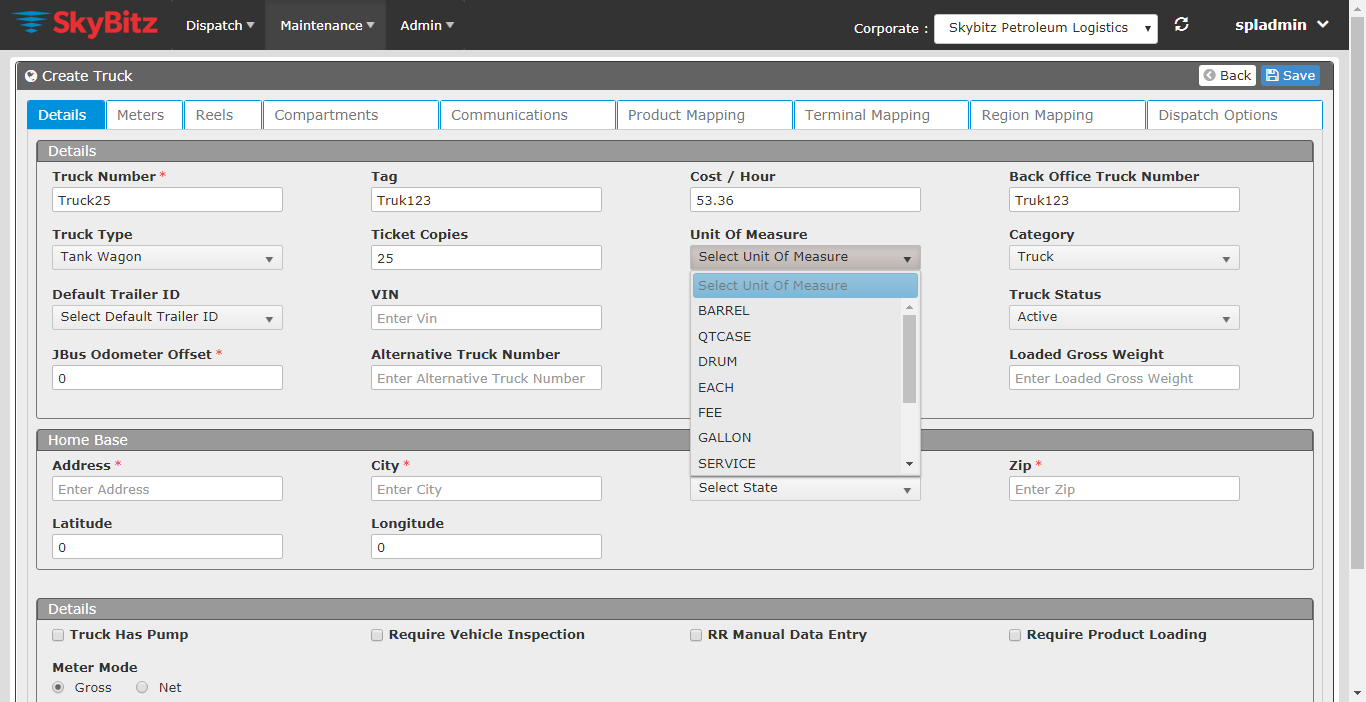 SkyBitz Dispatch Maintenance Admin Corporate : Skybitz Petroleum Logistics spladmin
Create Truck Back Save
Details Meters Reels Compartments Communications Product Mapping Terminal Mapping Region Mapping Dispatch Options
Details
Truck Number * Tag Cost / Hour Back Office Truck Number
Truck25 Truk123 53.36 Truk123
Truck Type Ticket Copies Unit Of Measure Category
Tank Wagon 25 Select Unit Of Measure Truck
Select Unit Of Measure
Default Trailer ID VIN Truck Status
BARREL
Select Default Trailer ID Enter Vin Active
QTCASE
JBus Odometer Offset * Alternative Truck Number Loaded Gross Weight
DRUM
0 Enter Alternative Truck Number Enter Loaded Gross Weight
EACH
FEE
Home Base
GALLON
Address * City * Zip *
SERVICE
Enter Address Enter City Select State Enter Zip
Latitude Longitude
0 0
Details
Truck Has Pump Require Vehicle Inspection RR Manual Data Entry Require Product Loading
Meter Mode
Gross Net